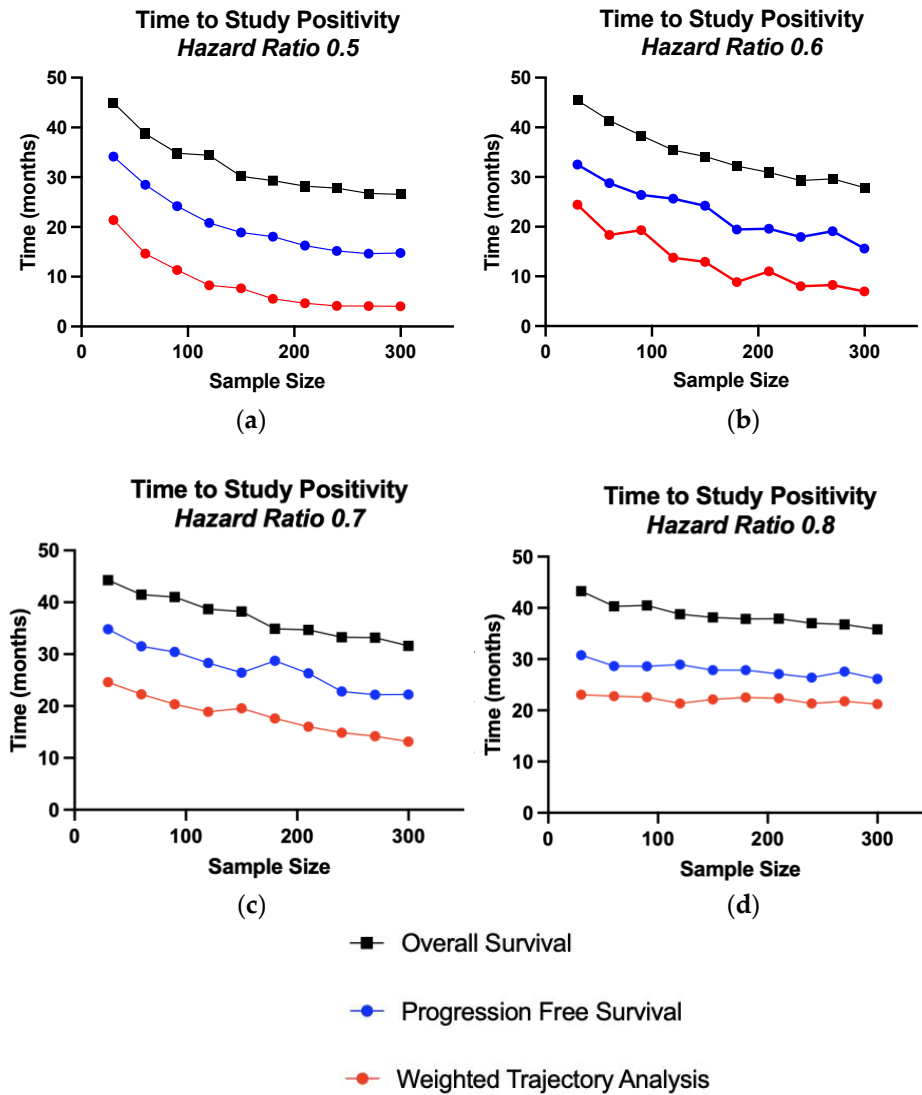 Time to Study Positivity
Hazard Ratio 0.5
50
40
30
20
10
0
Time (months)
0
100
200
300
Sample Size
(a)
Time to Study Positivity
Hazard Ratio 0.6
50
40
30
20
10
0
Time (months)
0
100
200
300
Sample Size
(b)
Time to Study Positivity
Hazard Ratio 0.7
50
40
30
20
10
0
Time (months)
0
100
200
300
Sample Size
(c)
Time to Study Positivity
Hazard Ratio 0.8
50
40
30
20
10
0
Time (months)
0
100
200
300
Sample Size
(d)
Overall Survival
Progression Free Survival
Weighted Trajectory Analysis